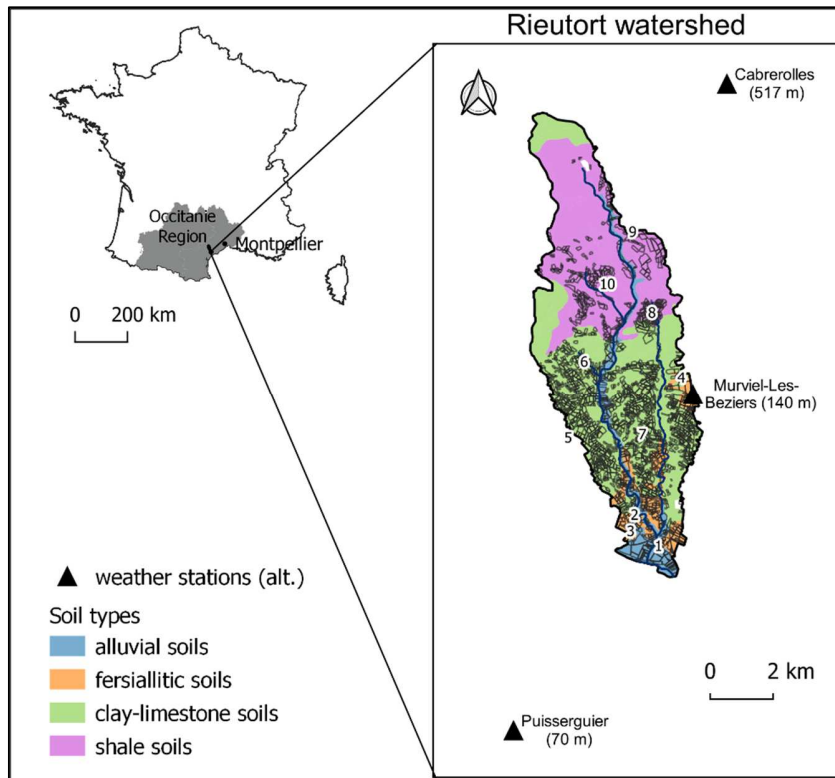 Rieutort watershed
Cabrerolles
(517 m)
Occitanie
Region
Montpellier
0 200 km
9
10
8
6
4
Murviel-Les-
Beziers (140 m)
5
7
2
3
1
weather stations (alt.)
Soil types
alluvial soils
fersiallitic soils
clay-limestone soils
shale soils
0 2 km
Puisserguier
(70 m)